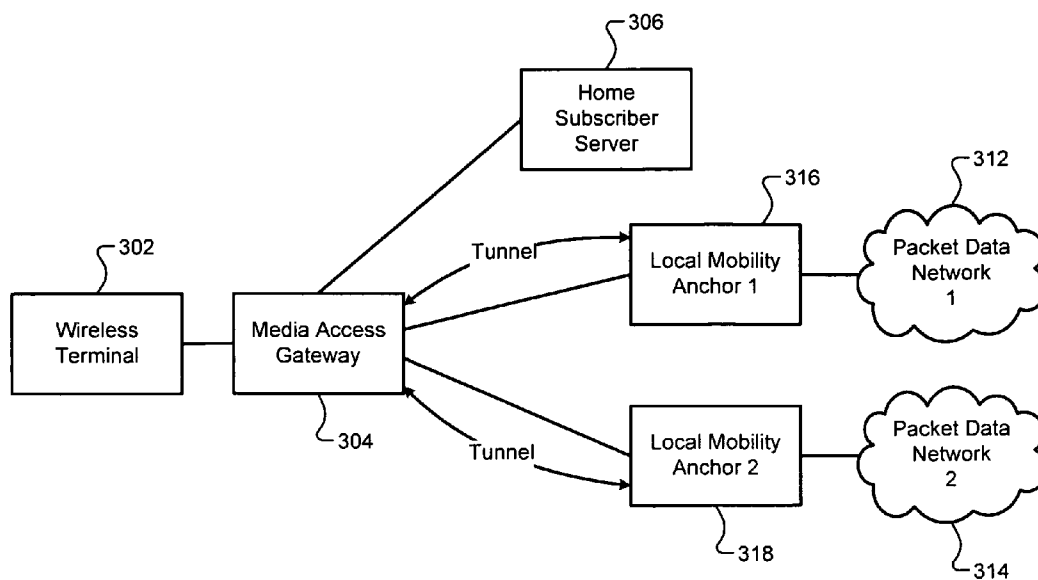 306
Home
Subscriber
Server
316
312
302
Tunnel
Local Mobility
Anchor 1
Packet Data
Network
1
Wireless
Terminal
Media Access
Gateway
304
Tunnel
Local Mobility
Anchor 2
Packet Data
Network
2
318
314